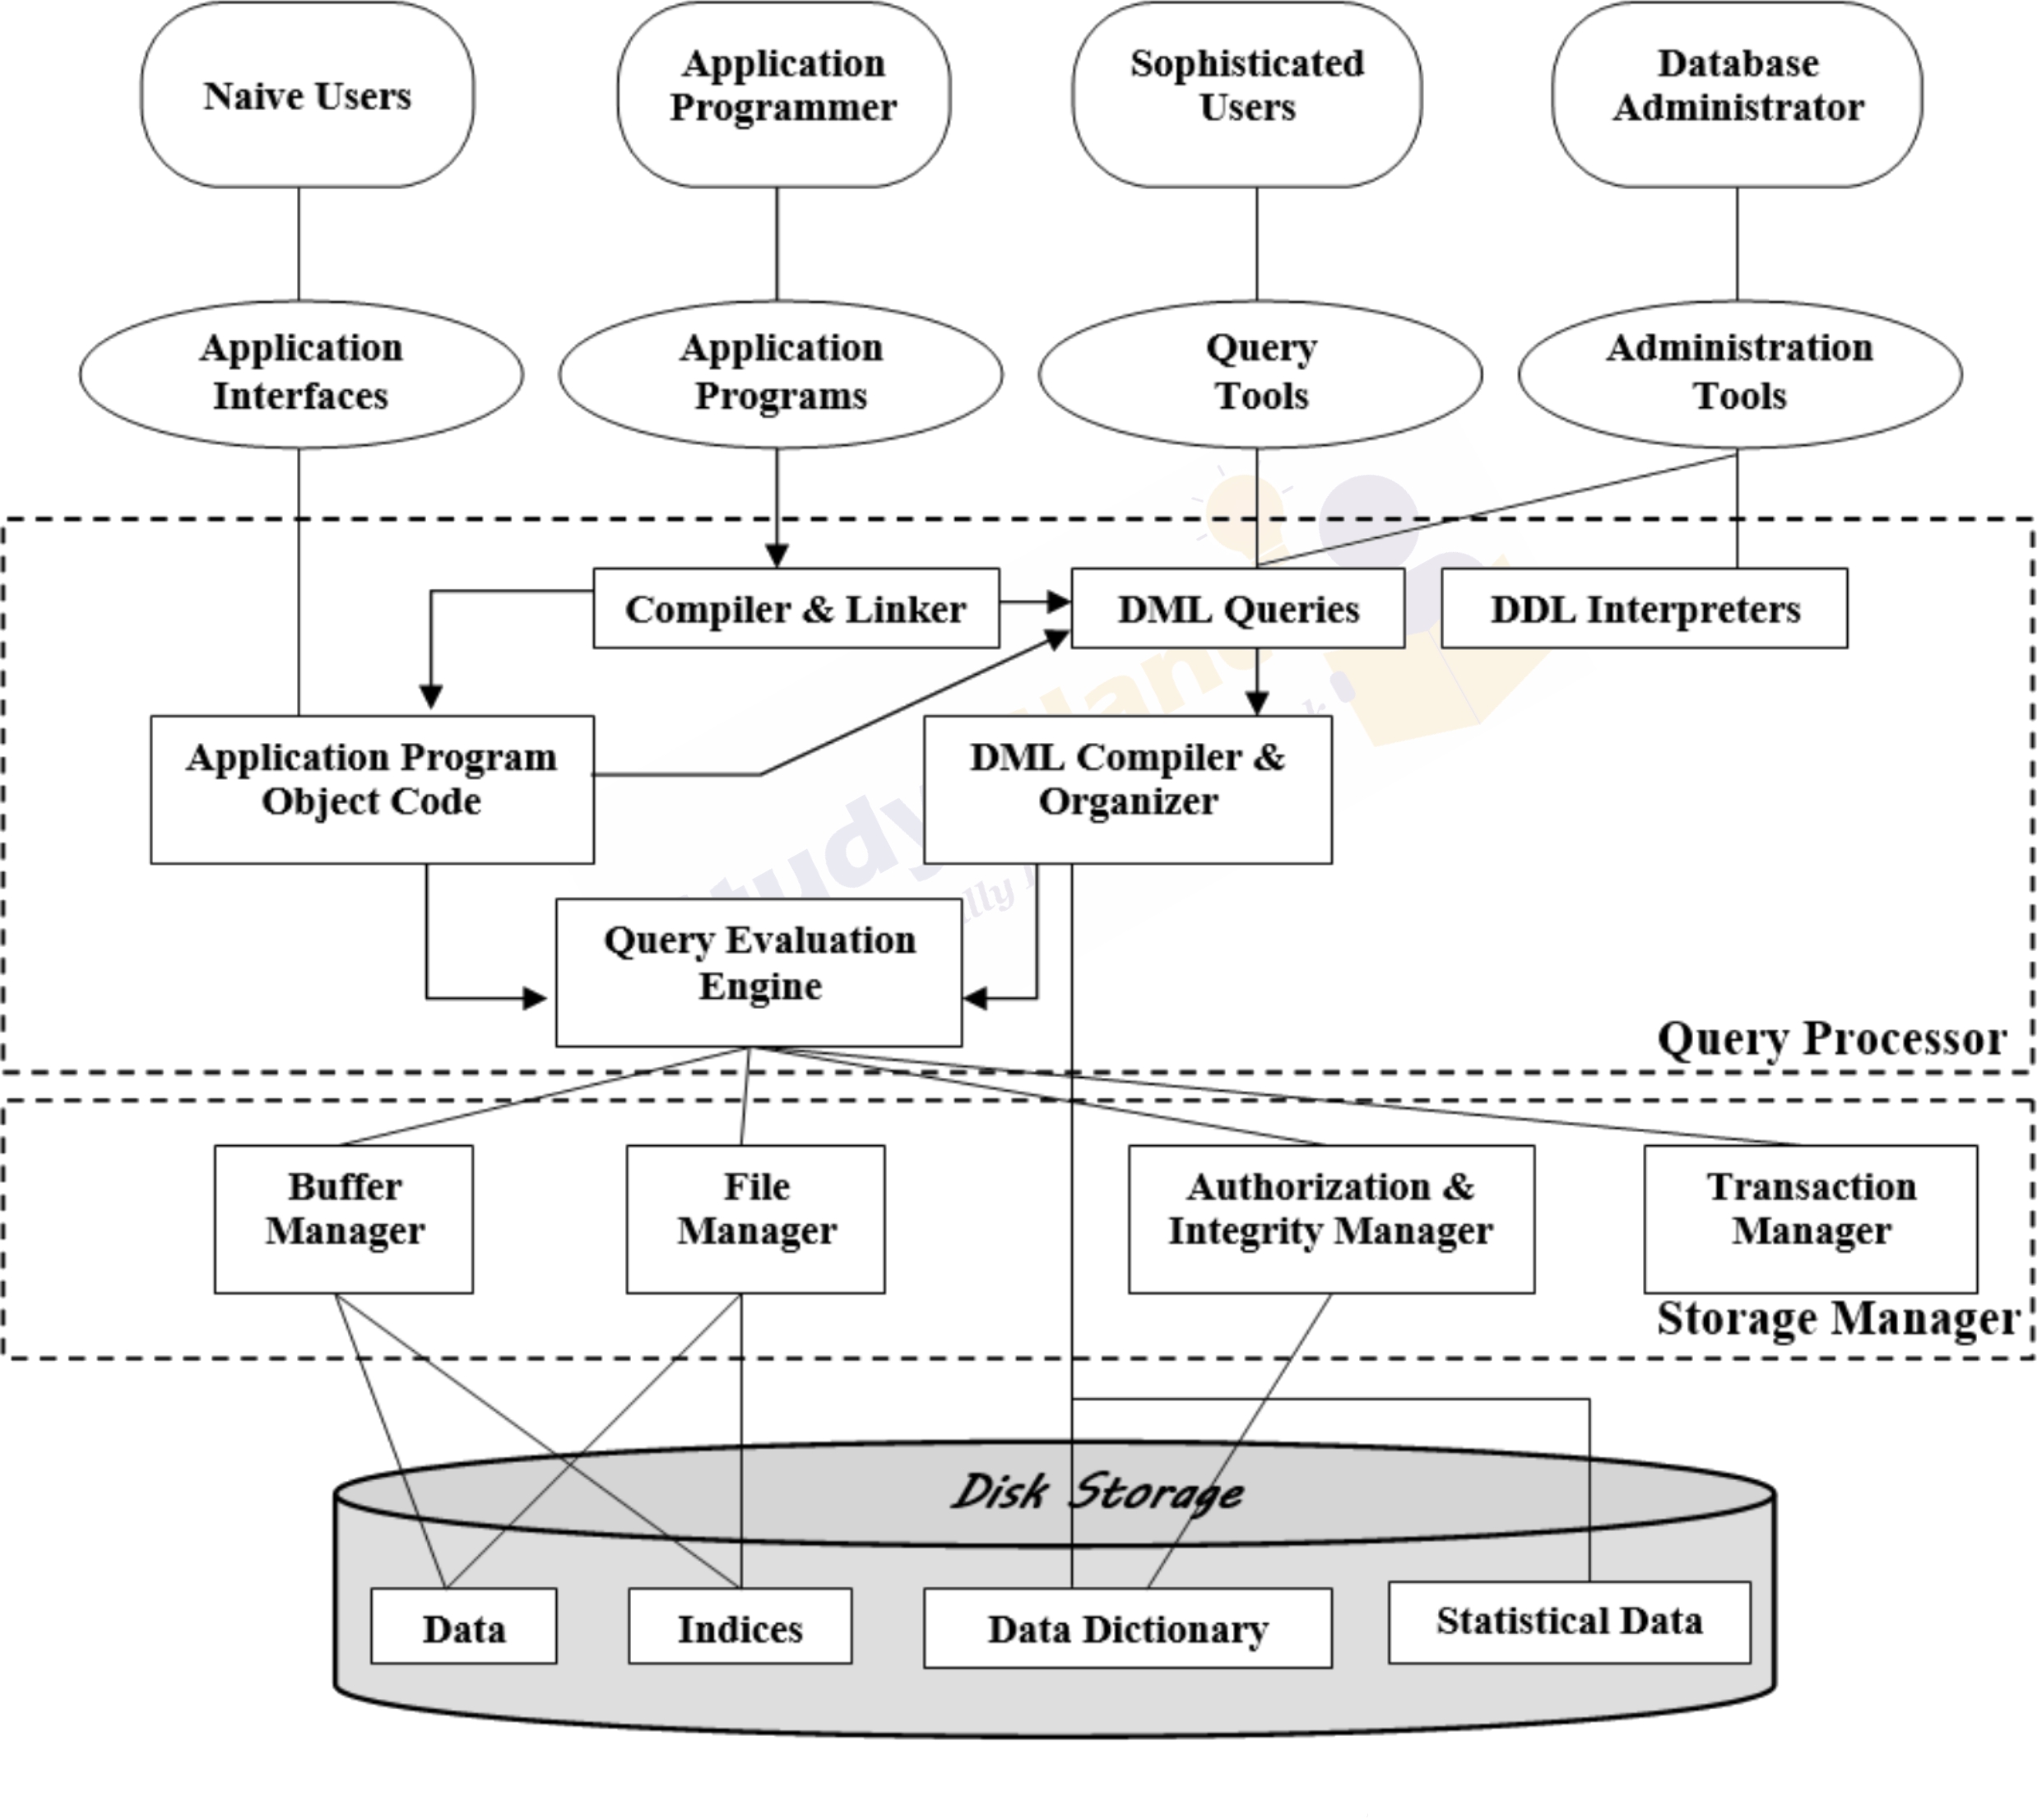 Naive Users
Application
Programmer
Sophisticated
Users
Database
Administrator
Application
Interfaces
Application
Programs
Query
Tools
Administration
Tools
Compiler & Linker
DML Queries
DDL Interpreters
Application Program
Object Code
DML Compiler &
Organizer
Query Evaluation
Engine
Query Processor
Buffer
Manager
File
Manager
Authorization &
Integrity Manager
Transaction
Manager
Storage Manager
Disk Storage
Data
Indices
Data Dictionary
Statistical Data